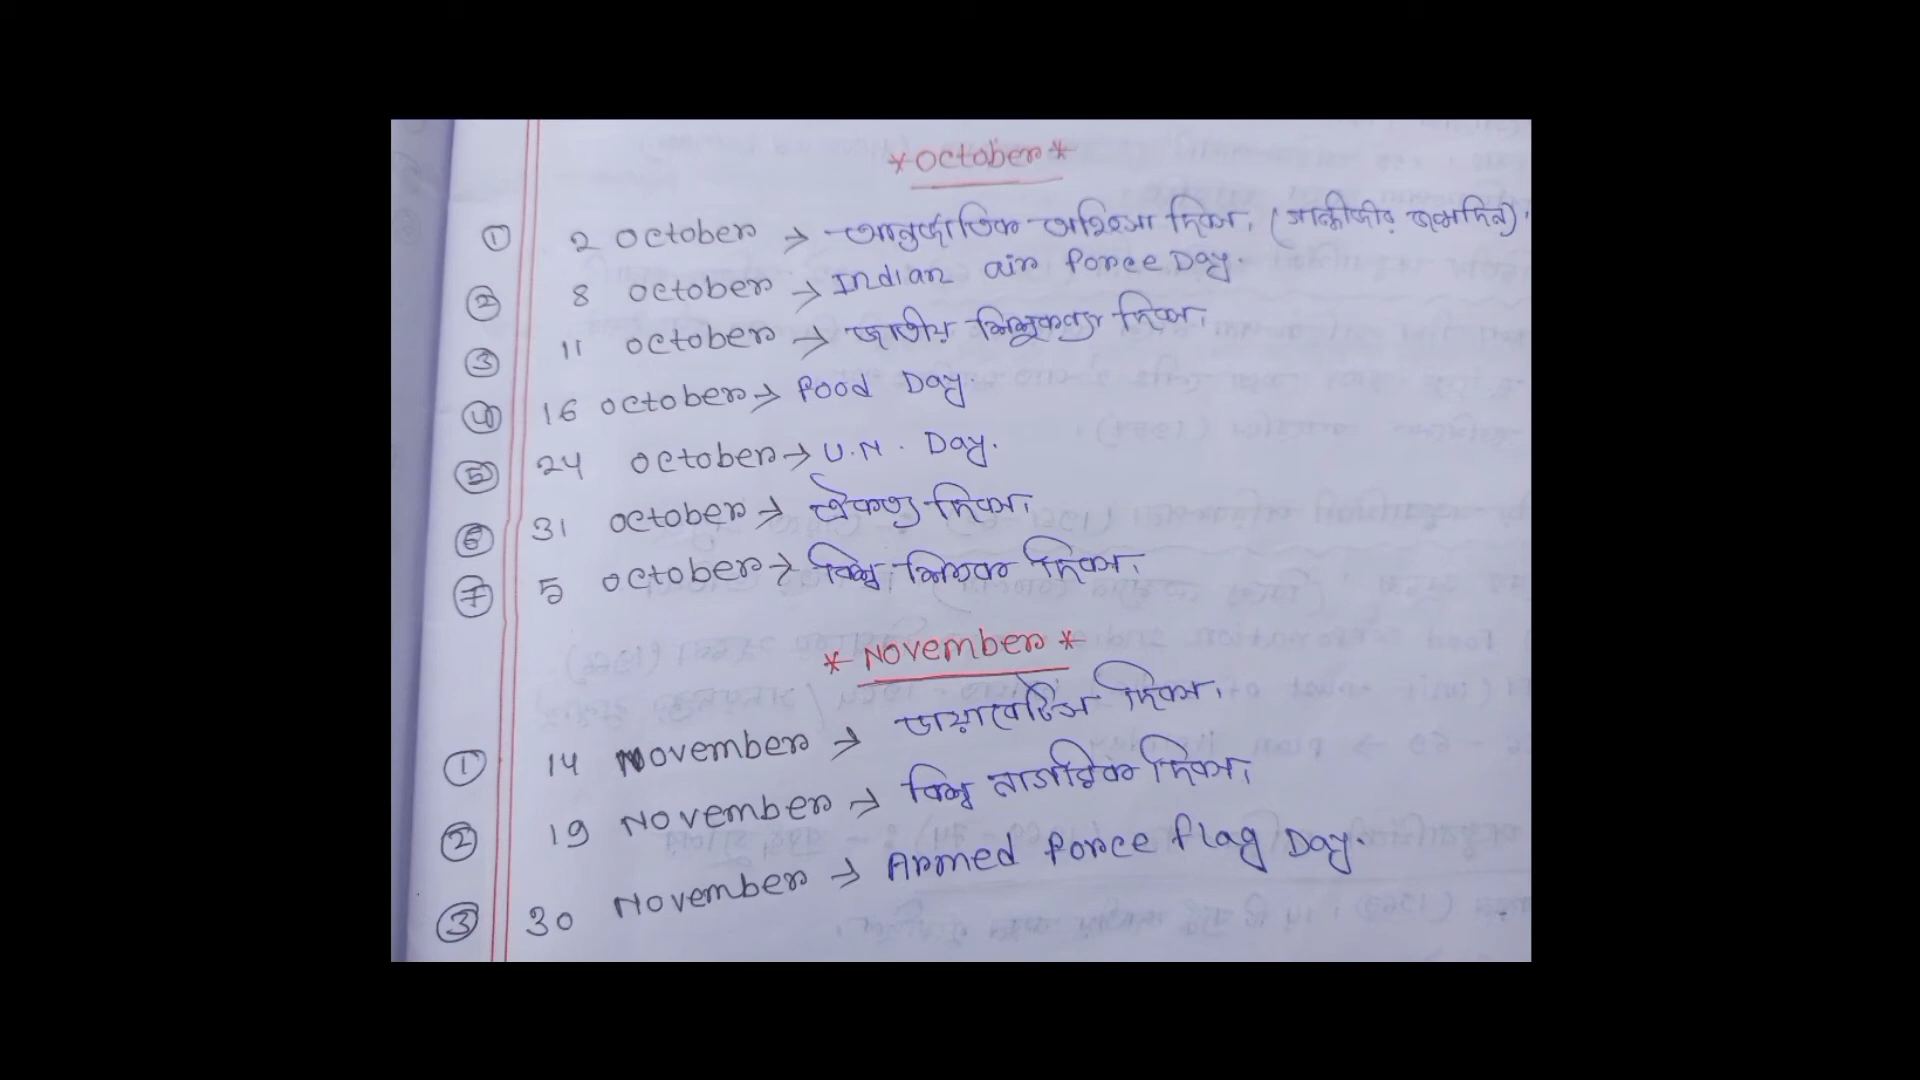 *October*
① 2 October → আন্তর্জাতিক অহিংসা দিবস। (গান্ধীজীর জন্মদিন)।
② 8 October → Indian air force Day.
③ 11 October → জাতীয় শিশুকন্যা দিবস।
④ 16 October → Food Day.
⑤ 24 October → U.N. Day.
⑥ 31 October → ঐক্য দিবস।
⑦ 5 October → বিশ্ব শিক্ষক দিবস।
* November *
① 14 November → ডায়াবেটিস দিবস।
② 19 November → বিশ্ব নাগরিক দিবস।
③ 30 November → Armed force flag Day.